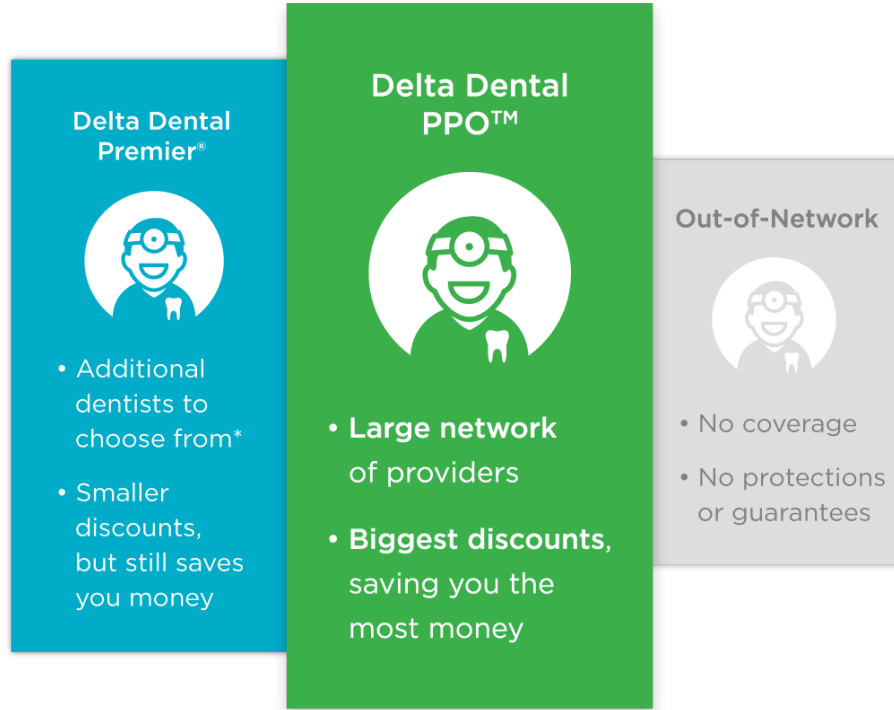 Delta Dental
Premier®
• Additional
dentists to
choose from*
• Smaller
discounts,
but still saves
you money
Delta Dental
PPO™
• Large network
of providers
• Biggest discounts,
saving you the
most money
Out-of-Network
• No coverage
• No protections
or guarantees